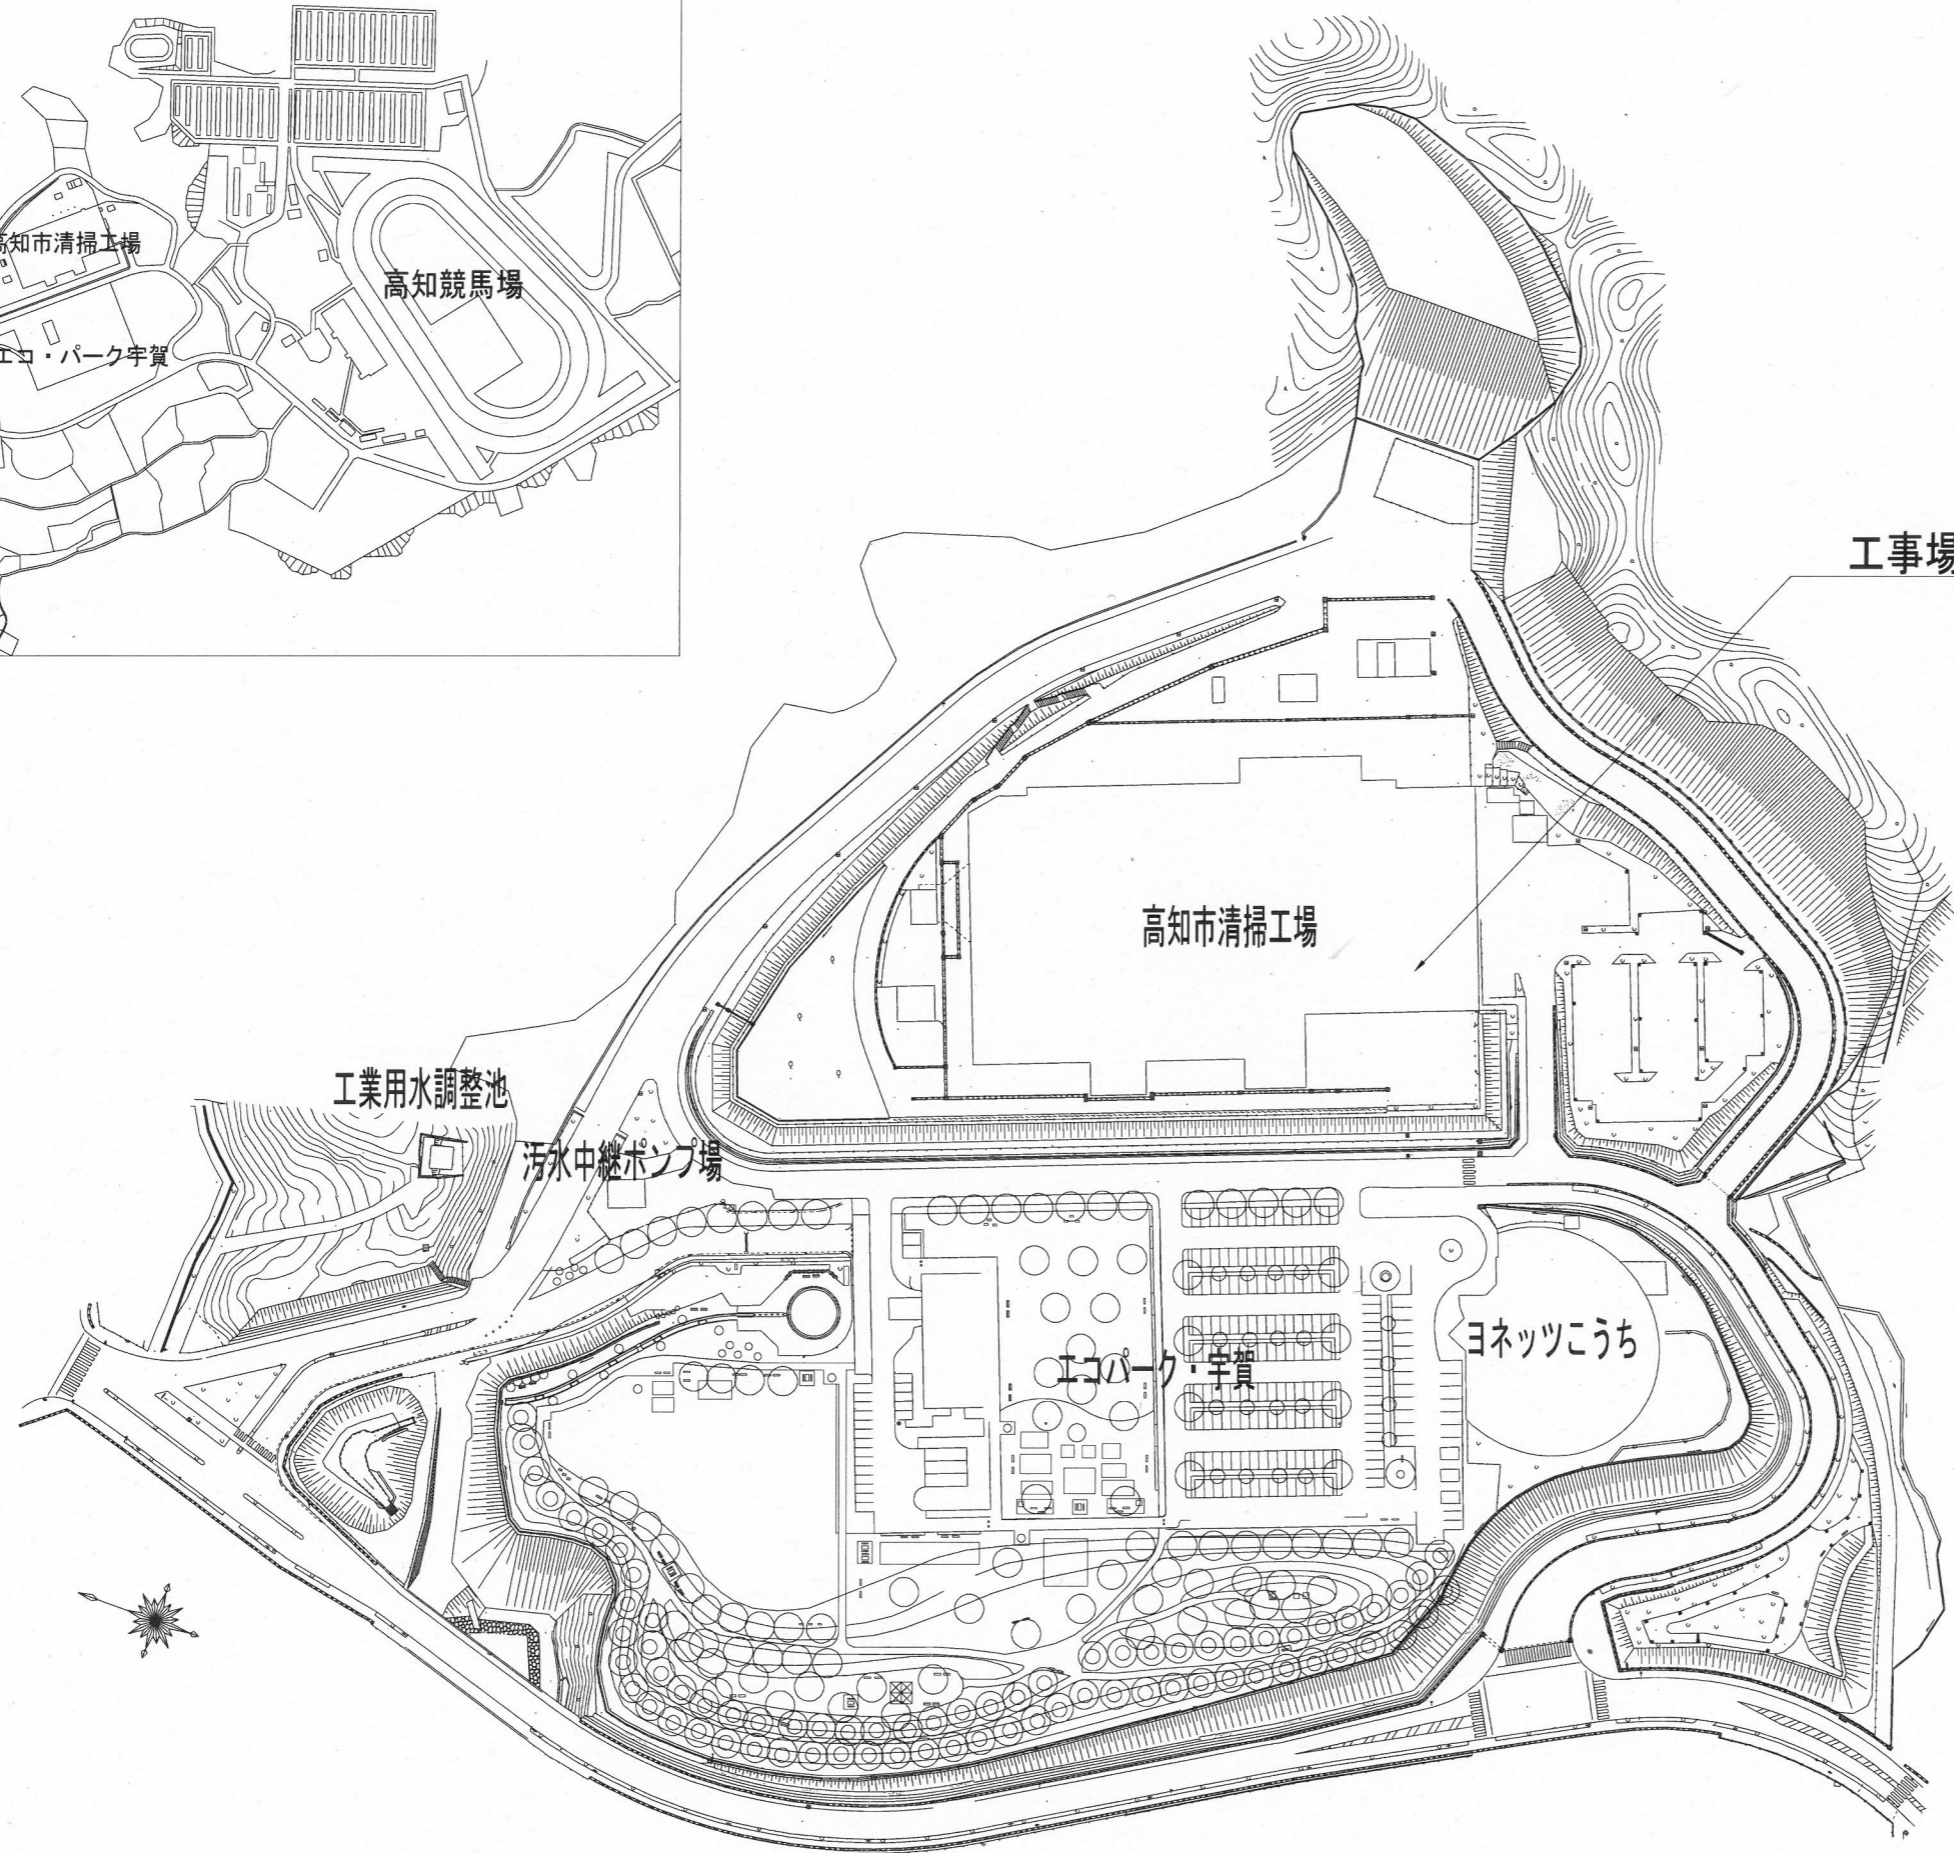 高知市清掃工場
高知競馬場
エコ・パーク宇賀
工事場
高知市清掃工場
工業用水調整池
汚水中継ポンプ場
ヨネッツこうち
エコパーク・宇賀